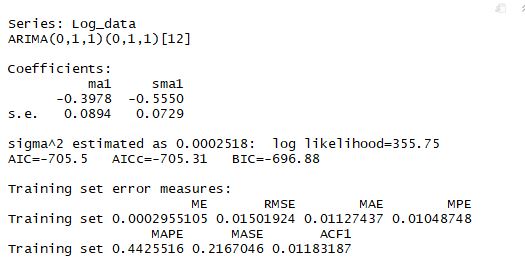 Series: Log_data
ARIMA(0,1,1)(0,1,1)[12]
Coefficients:
ma1 sma1
-0.3978 -0.5550
s.e. 0.0894 0.0729
sigma^2 estimated as 0.0002518: log likelihood=355.75
AIC=-705.5 AICc=-705.31 BIC=-696.88
Training set error measures:
ME RMSE MAE MPE
Training set 0.0002955105 0.01501924 0.01127437 0.01048748
MAPE MASE ACF1
Training set 0.4425516 0.2167046 0.01183187